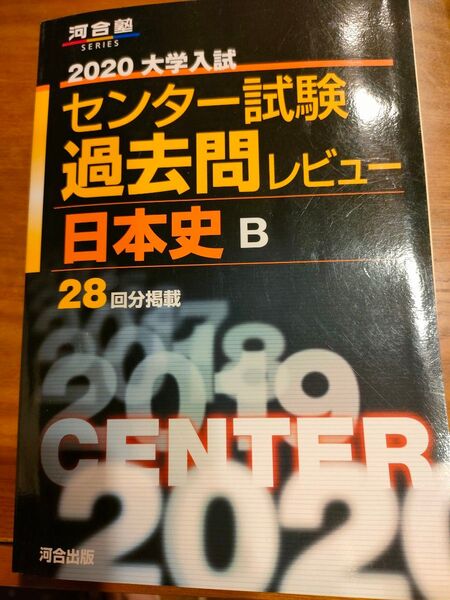 河合塾
SERIES
2020 大学入試
センター試験
過去問レビュー
日本史 B
28回分掲載
2017
2018
2019
CENTER
2020
河合出版